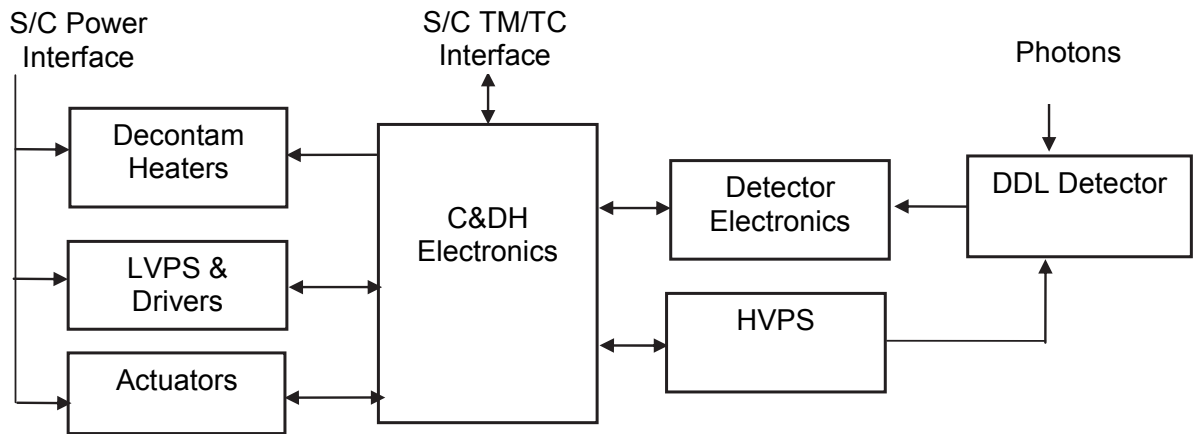 S/C Power
Interface
S/C TM/TC
Interface
Photons
Decontam
Heaters
C&DH
Electronics
Detector
Electronics
DDL Detector
LVPS &
Drivers
HVPS
Actuators